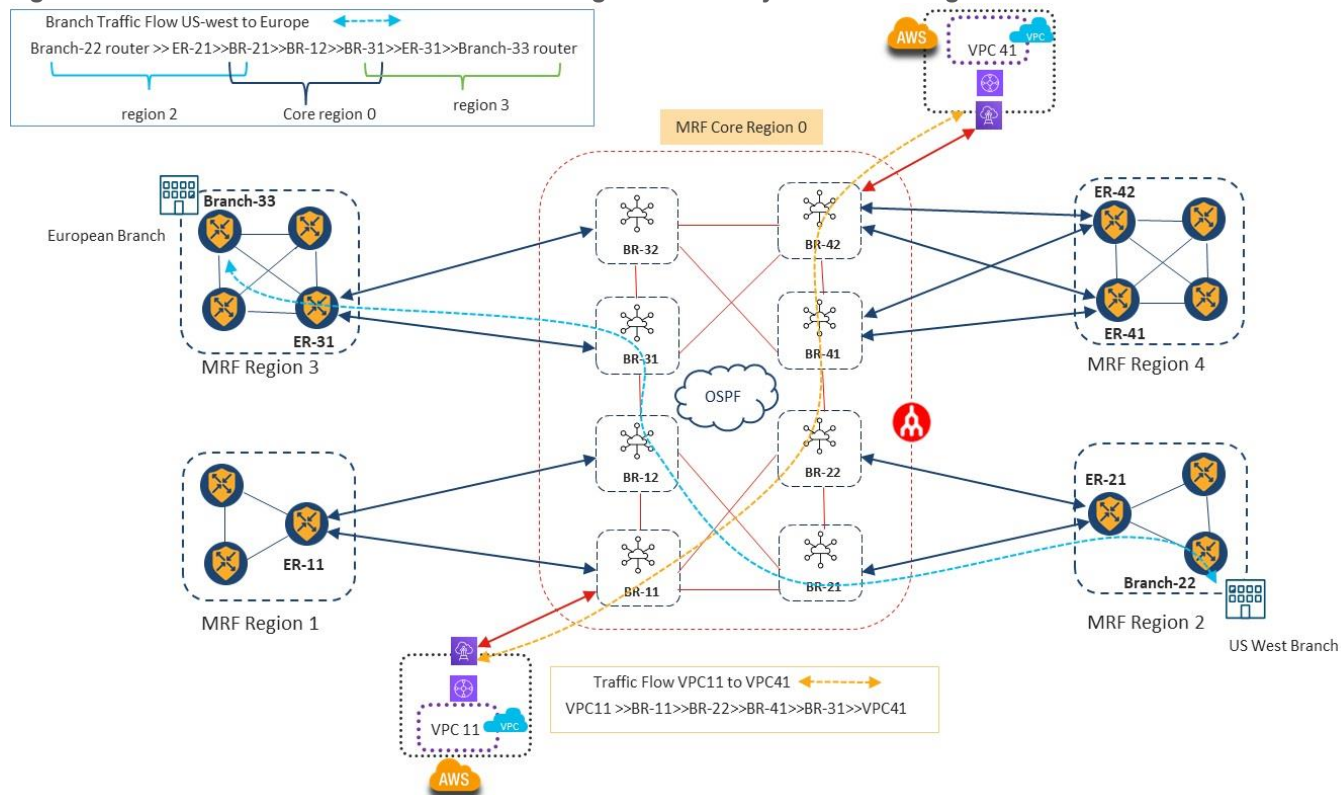 Branch Traffic Flow US-west to Europe
Branch-22 router >> ER-21>>BR-21>>BR-12>>BR-31>>ER-31>>Branch-33 router
region 2
Core region 0
region 3
AWS
VPC 41
VPC
MRF Core Region 0
Branch-33
European Branch
ER-31
MRF Region 3
BR-32
BR-42
BR-31
BR-41
OSPF
ER-42
ER-41
MRF Region 4
BR-12
BR-22
BR-11
BR-21
ER-11
MRF Region 1
ER-21
Branch-22
MRF Region 2
US West Branch
Traffic Flow VPC11 to VPC41
VPC11 >>BR-11>>BR-22>>BR-41>>BR-31>>VPC41
VPC 11
VPC
AWS